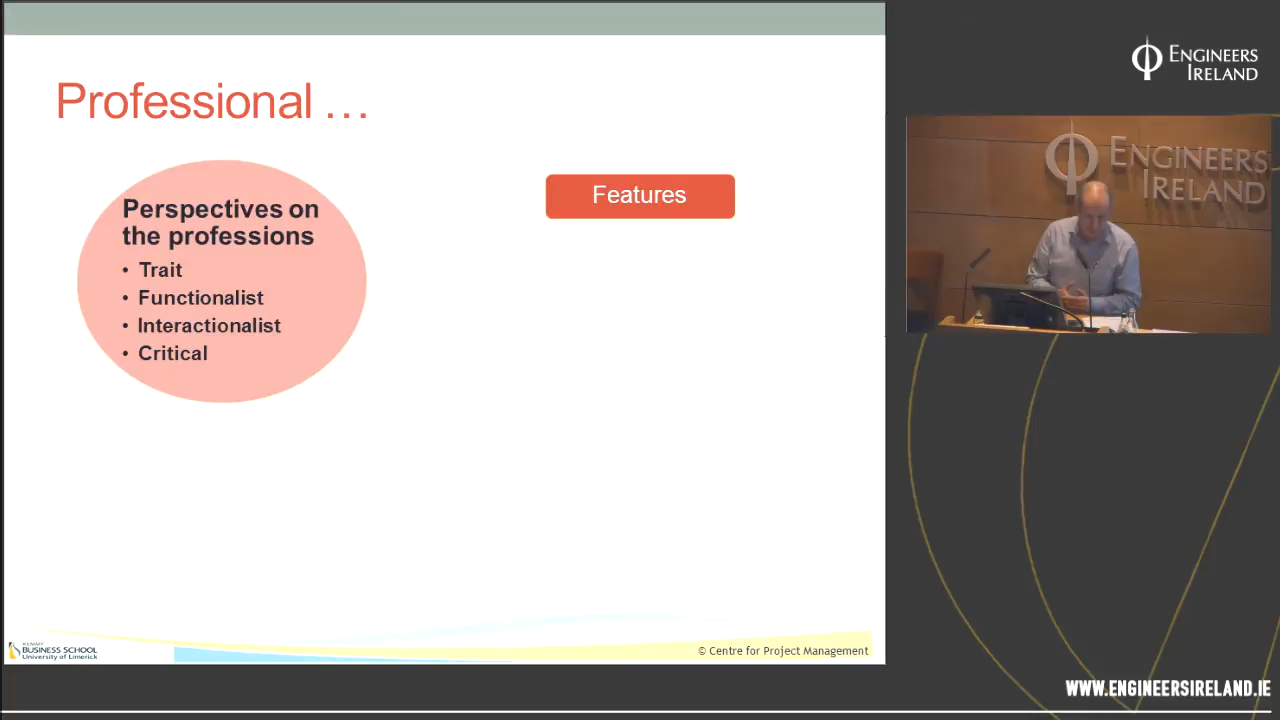 Professional ...
Perspectives on
the professions
• Trait
• Functionalist
• Interactionalist
• Critical
Features
KEMMY
BUSINESS SCHOOL
University of Limerick
© Centre for Project Management
ENGINEERS
IRELAND
ENGINEERS
IRELAND
WWW.ENGINEERSIRELAND.IE